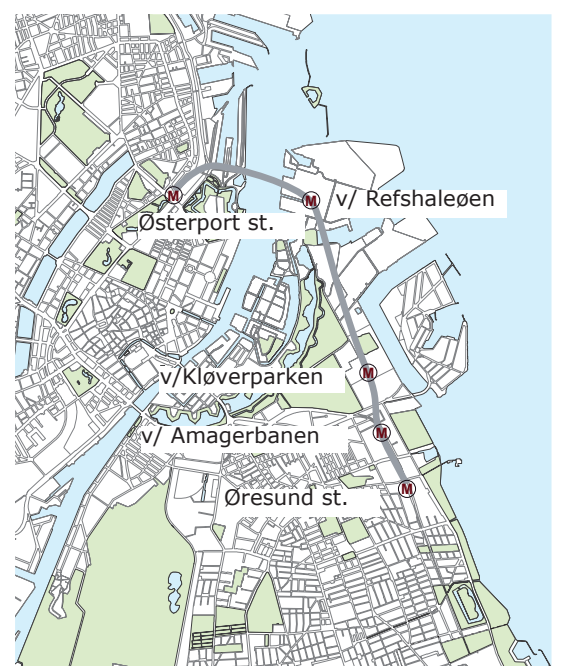 M
M
v/ Refshaleøen
Østerport st.
v/Kløverparken
M
v/ Amagerbanen
M
Øresund st.
M